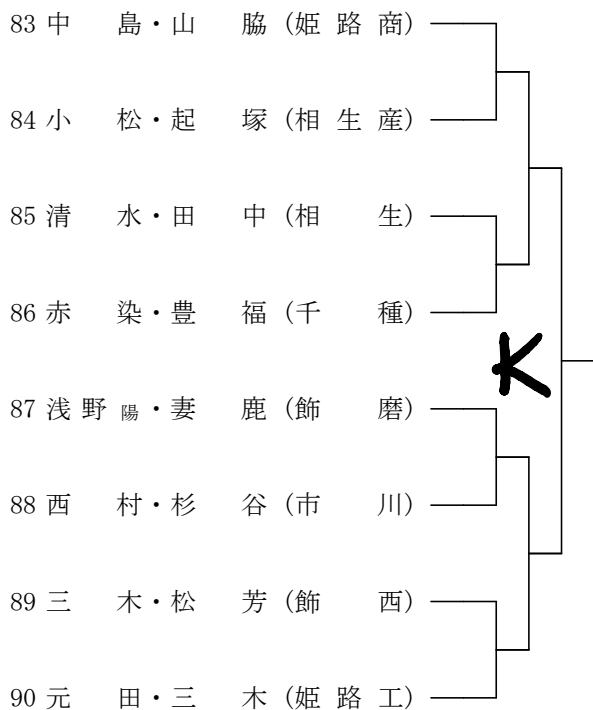 83 中 島・山 脇 (姫 路 商)
84 小 松・起 塚 (相 生 産)
85 清 水・田 中 (相 生)
86 赤 染・豊 福 (千 種)
K
87 浅 野 陽・妻 鹿 (飾 磨)
88 西 村・杉 谷 (市 川)
89 三 木・松 芳 (飾 西)
90 元 田・三 木 (姫 路 工)